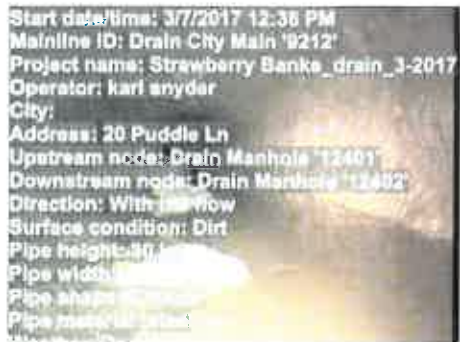 Start date/time: 3/7/2017 12:36 PM
Mainline ID: Drain City Main '9212'
Project name: Strawberry Banke_drain_3-2017
Operator: karl snyder
City:
Address: 20 Puddle Ln
Upstream node: Drain Manhole '12401'
Downstream node: Drain Manhole '12402'
Direction: With flow
Surface condition: Dirt
Pipe height: 30
Pipe width
Pipe
Pipe material